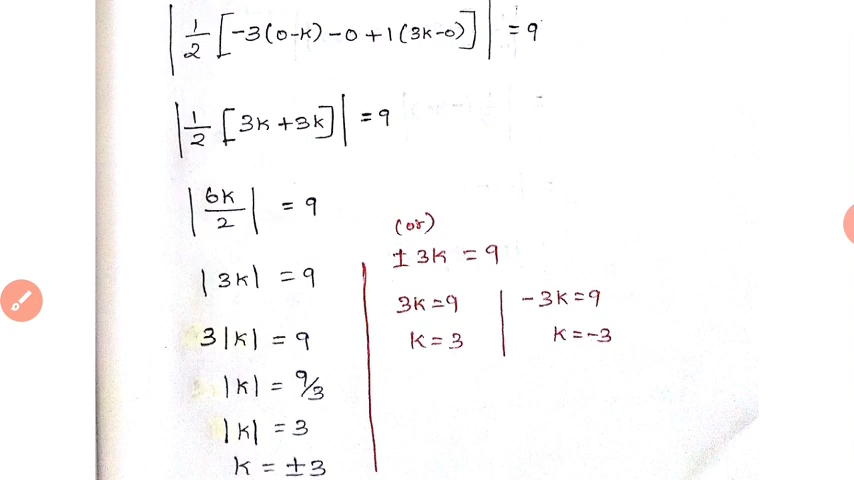 |1/2 [-3(0-k) - 0 + 1(3k-0)]| = 9
|1/2 [3k + 3k]| = 9
|6k/2| = 9
|3k| = 9
3|k| = 9
|k| = 9/3
|k| = 3
k = ±3
(or)
± 3k = 9
3k = 9
k = 3
-3k = 9
k = -3